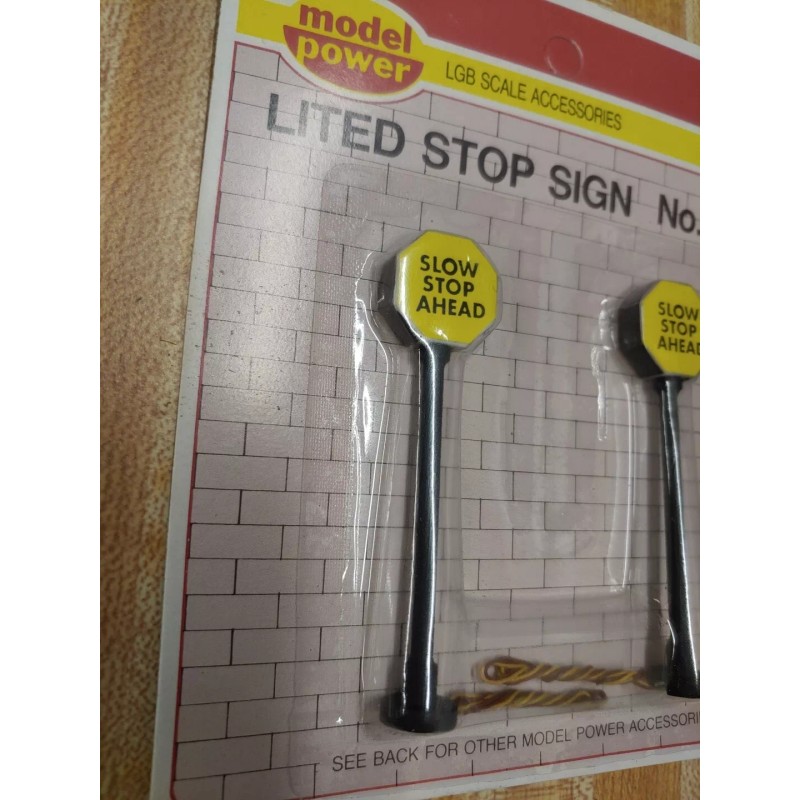 model
power
LGB SCALE ACCESSORIES
LITED STOP SIGN No.
SLOW
STOP
AHEAD
SLOW
STOP
AHEAD
SEE BACK FOR OTHER MODEL POWER ACCESSORI